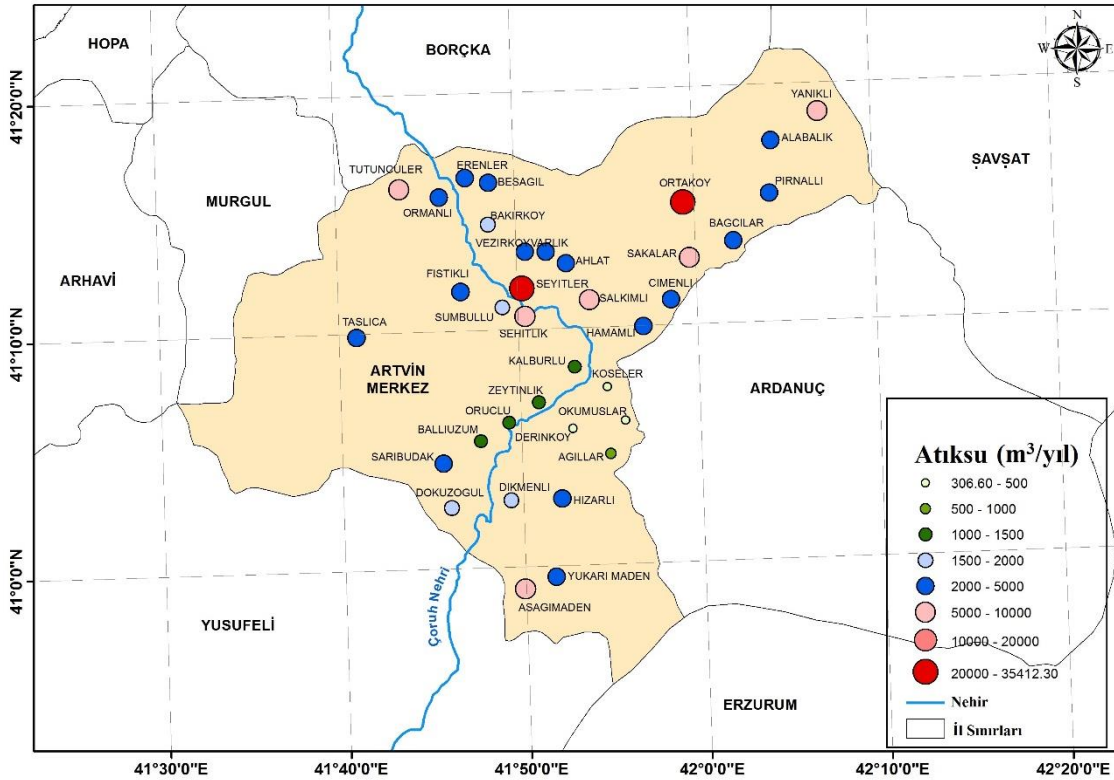 N
W E
S
HOPA
BORÇKA
41°20'0"N
YANIKLI
ALABALIK
ŞAVŞAT
ERENLER
TUTUNCULER
BESAGIL
ORTAKOY
PIRNALLI
MURGUL
ORMANLI
BAKIRKOY
BAGCILAR
VEZIRKOY
VARLIK
AHLAT
SAKALAR
ARHAVİ
FISTIKLI
SEYITLER
CIMENLI
SALKIMLI
SUMBULLU
SEHITLIK
HAMAMLI
TASLICA
41°10'0"N
KALBURLU
ARTVİN
MERKEZ
KOSELER
ARDANUÇ
ZEYTINLIK
ORUCLU
OKUMUSLAR
BALLIUZUM
DERINKOY
AGILLAR
SARIBUDAK
DOKUZOGUL
DIKMENLI
HIZARLI
41°0'0"N
YUKARI MADEN
ASAGIMADEN
Çoruh Nehri
YUSUFELİ
ERZURUM
Atıksu (m³/yıl)
306.60 - 500
500 - 1000
1000 - 1500
1500 - 2000
2000 - 5000
5000 - 10000
10000 - 20000
20000 - 35412.30
Nehir
İl Sınırları
41°30'0"E 41°40'0"E 41°50'0"E 42°0'0"E 42°10'0"E 42°20'0"E